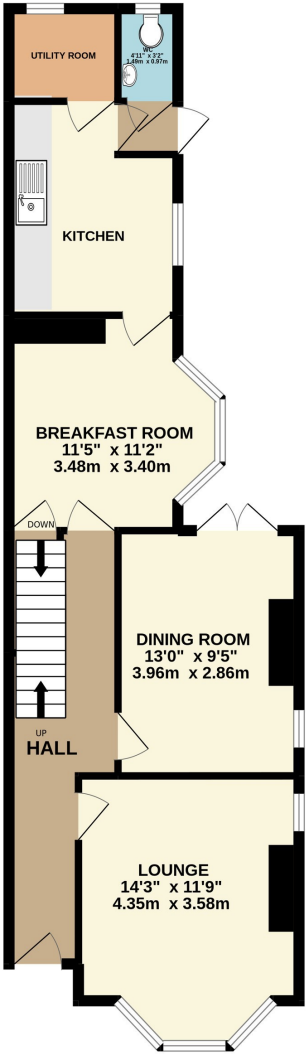 UTILITY ROOM
WC
4'11" x 3'2"
1.49m x 0.97m
KITCHEN
BREAKFAST ROOM
11'5" x 11'2"
3.48m x 3.40m
DOWN
DINING ROOM
13'0" x 9'5"
3.96m x 2.86m
UP
HALL
LOUNGE
14'3" x 11'9"
4.35m x 3.58m